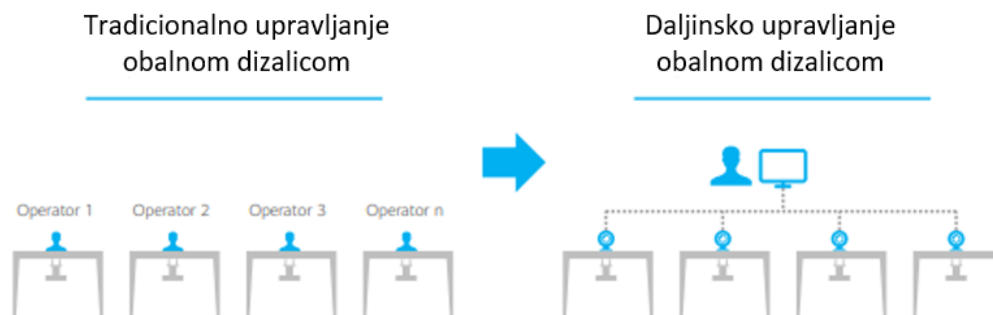 Tradicionalno upravljanje
obalnom dizalicom
Daljinsko upravljanje
obalnom dizalicom
Operator 1
Operator 2
Operator 3
Operator n